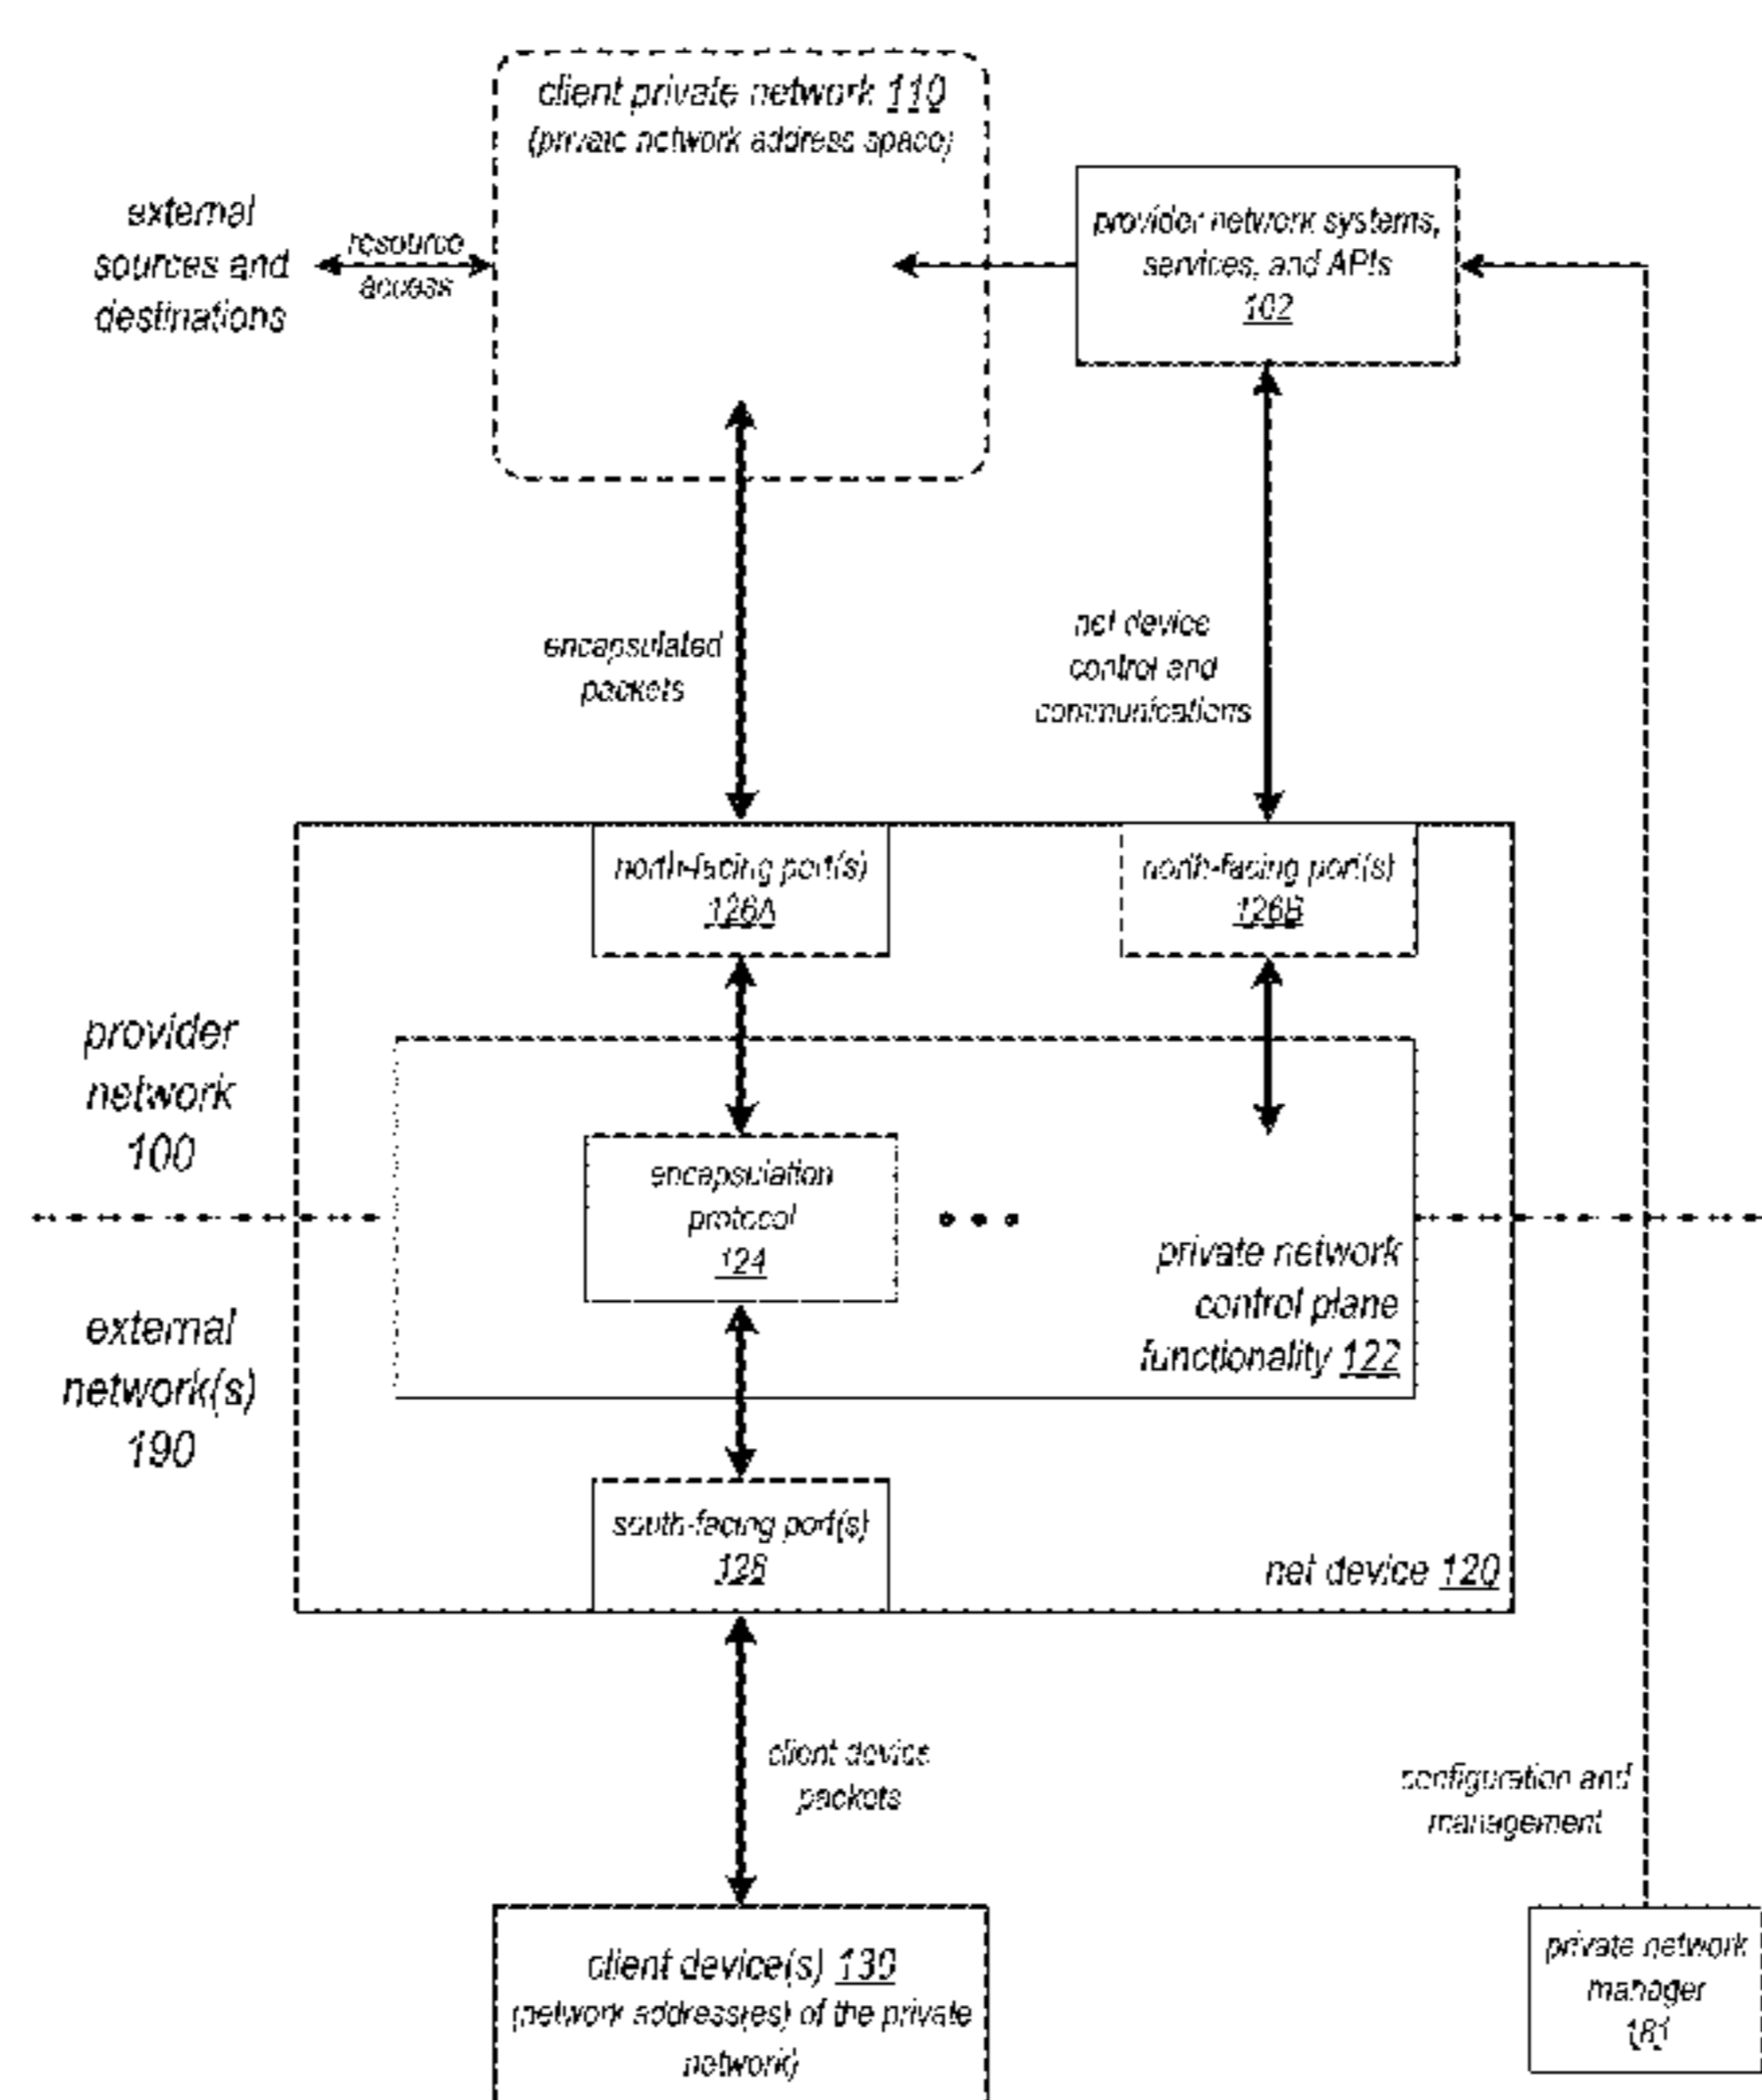 client private network 110
(private network address space)
external
sources and
destinations
resource
access
provider network systems,
services, and APIs
102
encapsulated
packets
net device
control and
communications
north-facing port(s)
126A
north-facing port(s)
126B
provider
network
100
encapsulation
protocol
124
private network
control plane
functionality 122
external
network(s)
190
south-facing port(s)
128
net device 120
client device
packets
configuration and
management
client device(s) 130
(network address(es) of the private
network)
private network
manager
181